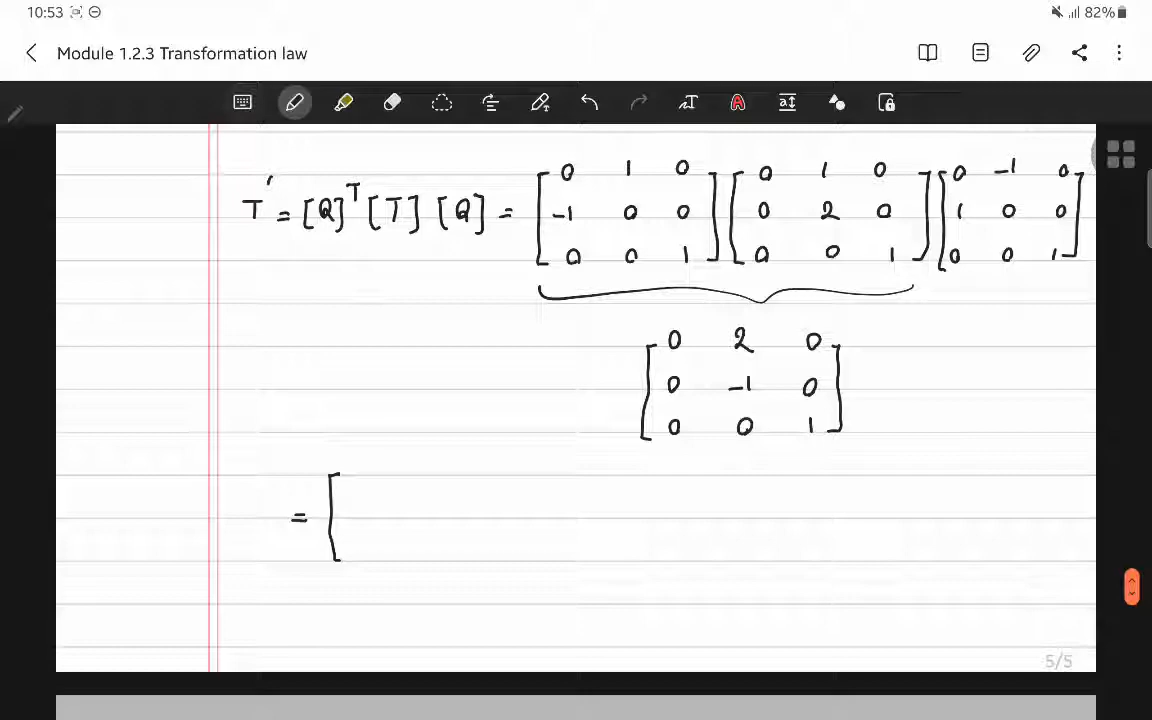 10:53 82%
Module 1.2.3 Transformation law
T' = [Q]^T [T] [Q] = [0 1 0 [0 1 0 [0 -1 0
-1 0 0] 0 2 0] 1 0 0]
0 0 1 0 0 1 0 0 1
[0 2 0
0 -1 0
0 0 1]
= [
5/5